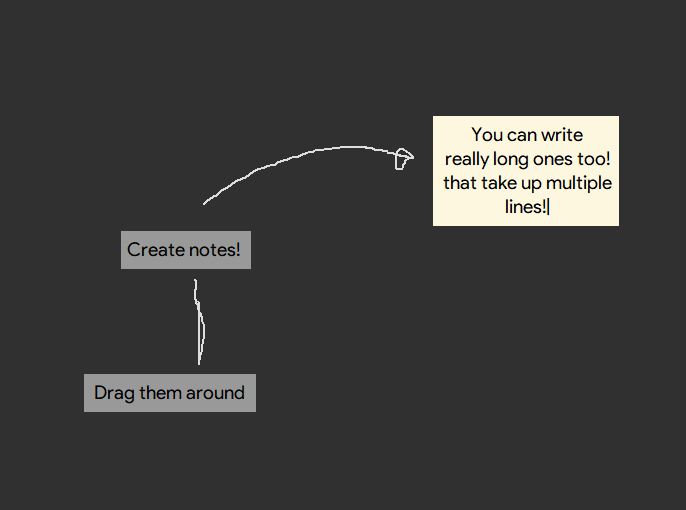 You can write
really long ones too!
that take up multiple
lines!
Create notes!
Drag them around